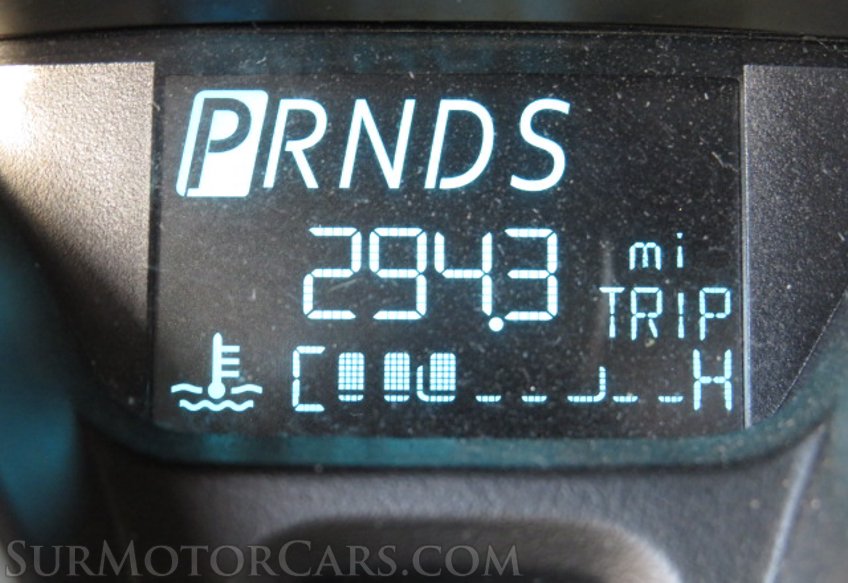 PRNDS
294.3 mi
TRIP
C H
SURMOTORCARS.COM